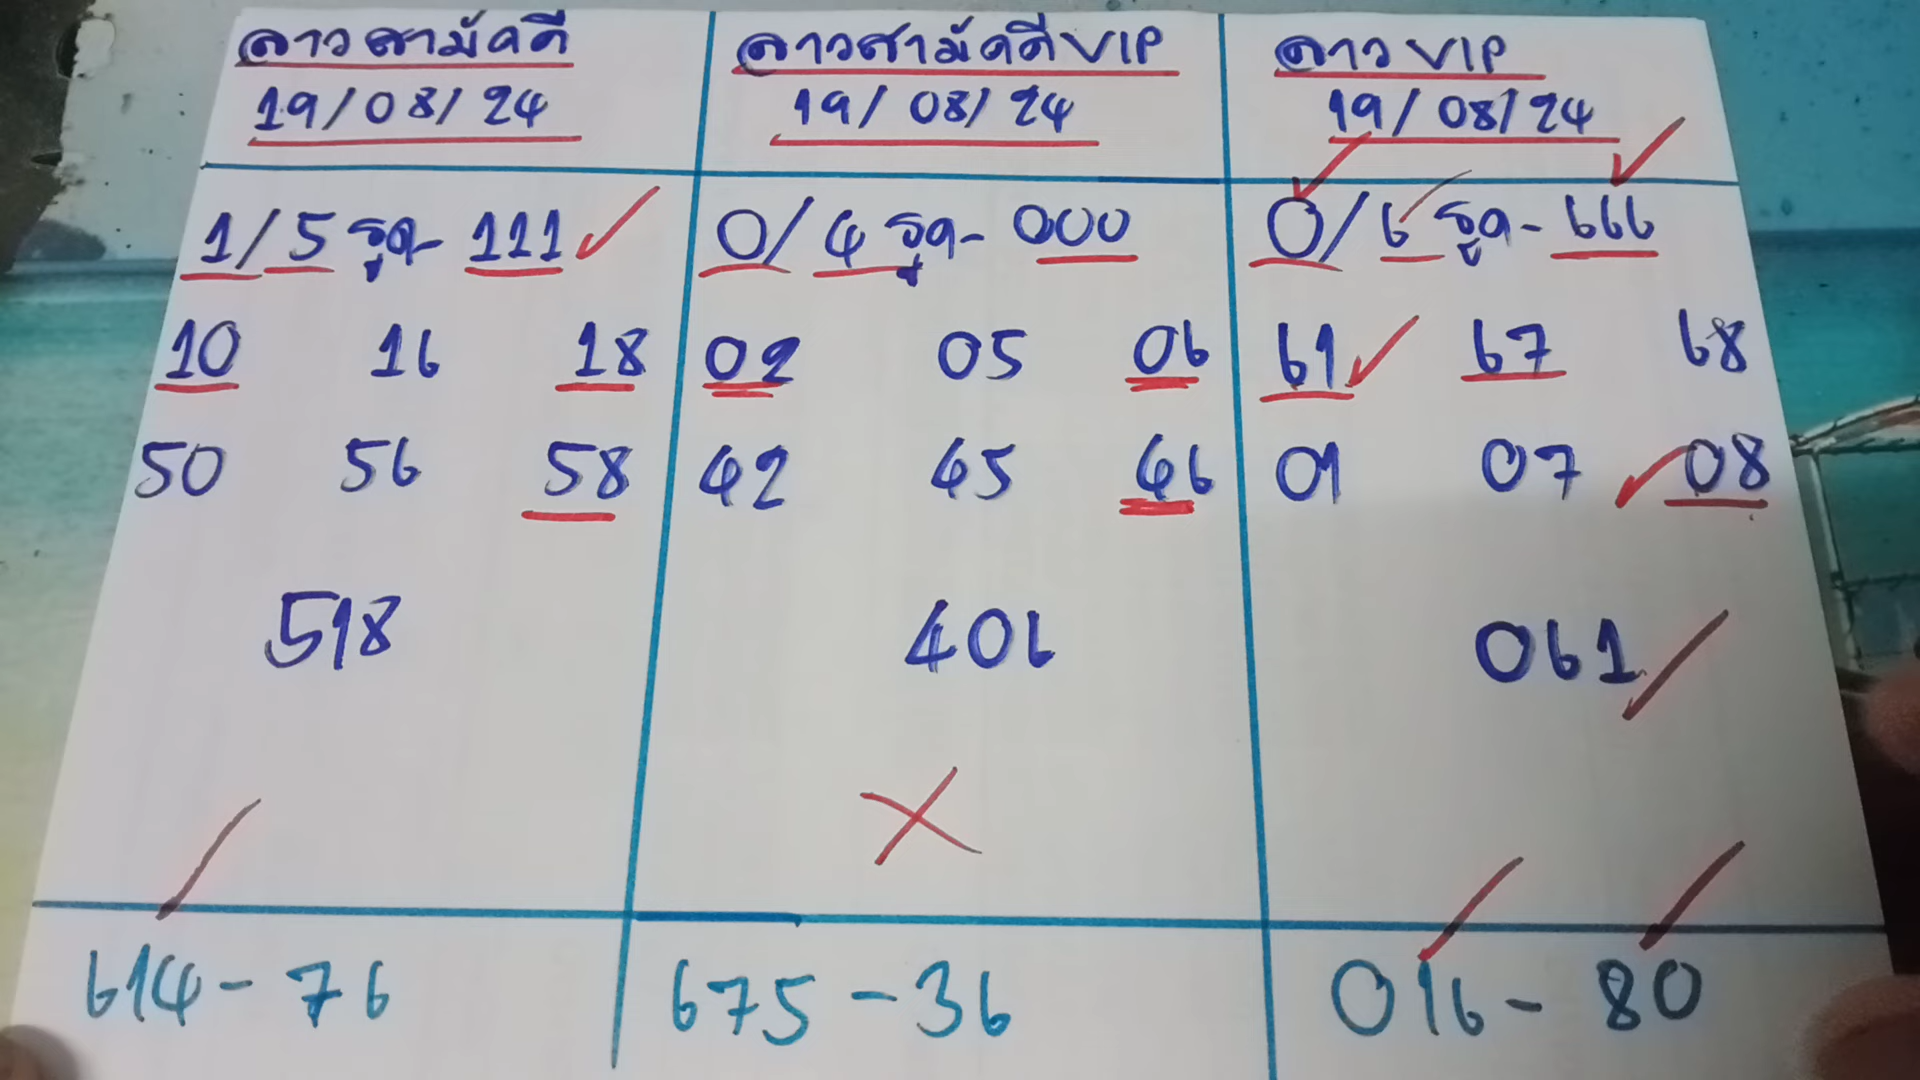 ลาวสามัคคี
19/08/24
1/5 รูด- 111
10 16 18
50 56 58
518
614 - 76
ลาวสามัคคีVIP
19/08/24
0/4 รูด- 000
02 05 06
42 45 46
406
675 - 36
ลาว VIP
19/08/24
0/6 รูด- 666
61 67 68
01 07 08
061
016 - 80